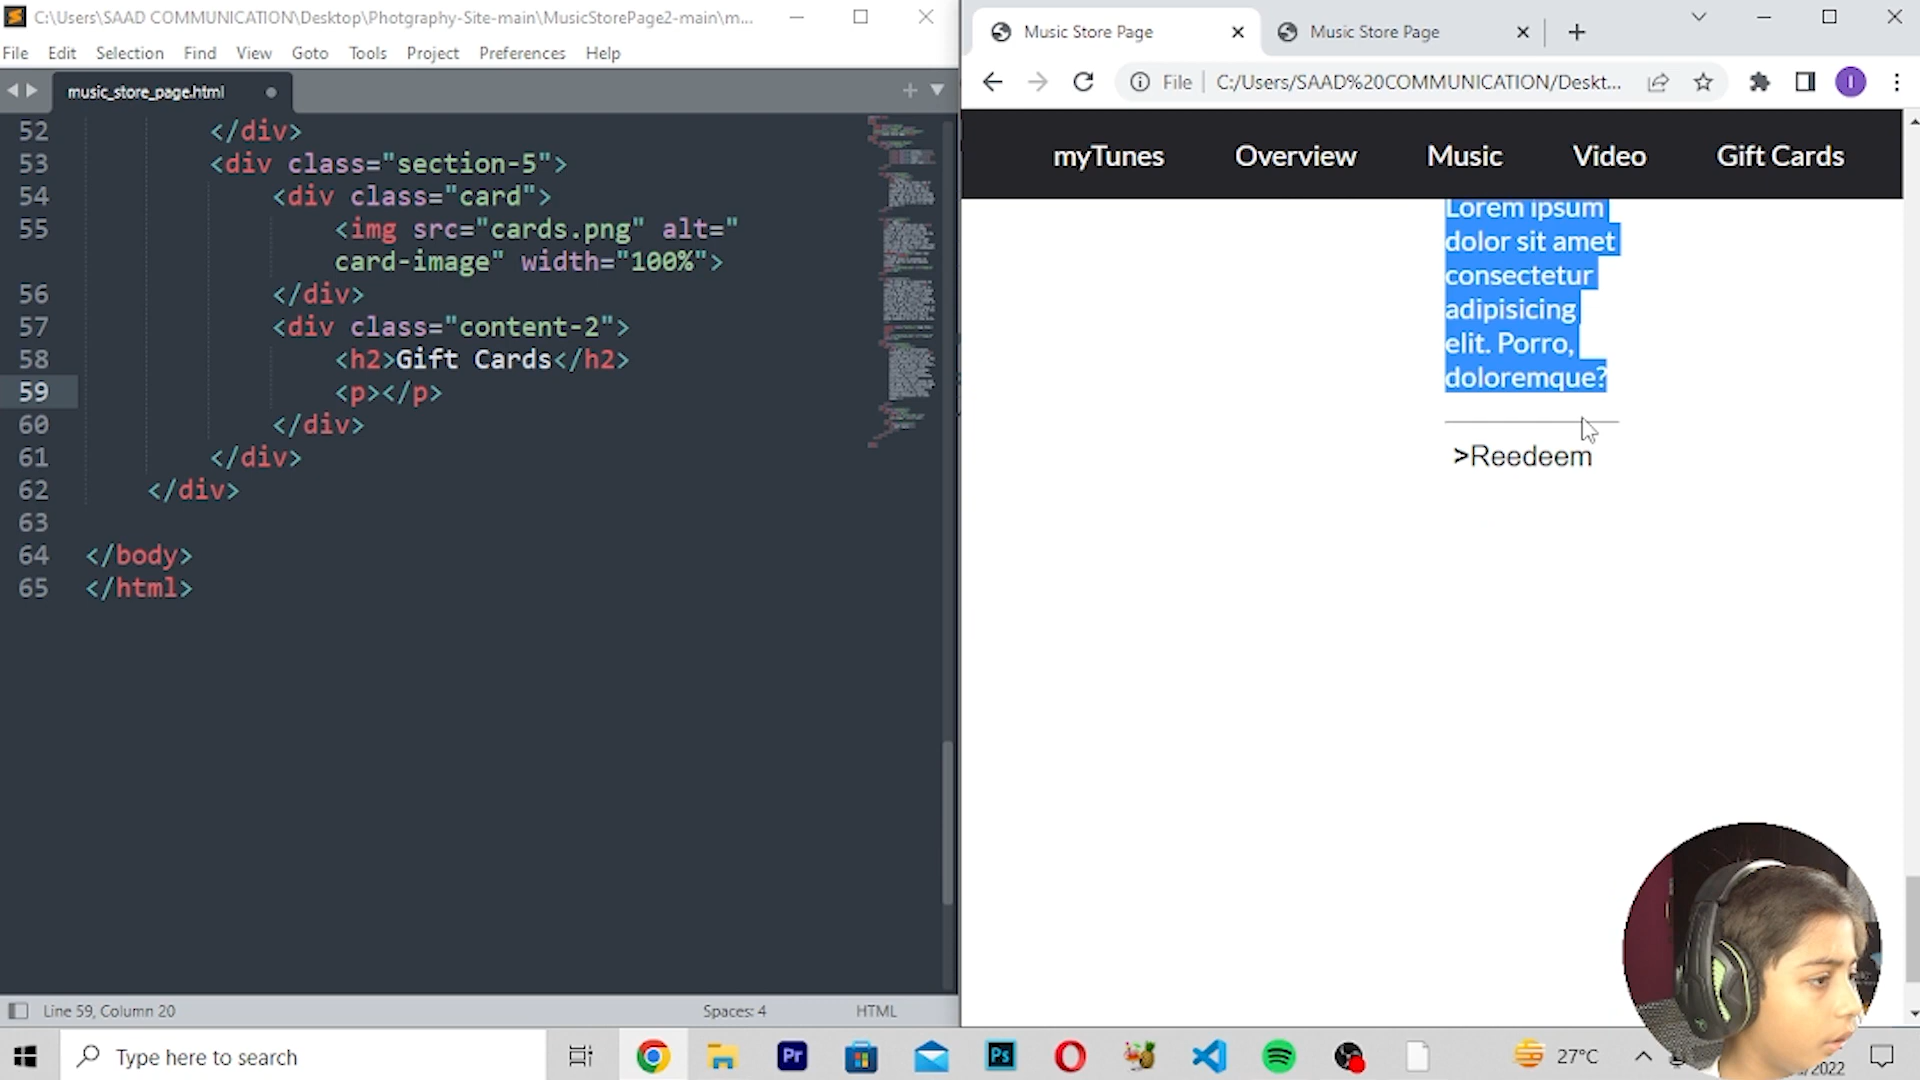 C:\Users\SAAD COMMUNICATION\Desktop\Photgraphy-Site-main\MusicStorePage2-main\m...
File Edit Selection Find View Goto Tools Project Preferences Help
music_store_page.html
52 </div>
53 <div class="section-5">
54 <div class="card">
55 <img src="cards.png" alt="
card-image" width="100%">
56 </div>
57 <div class="content-2">
58 <h2>Gift Cards</h2>
59 <p></p>
60 </div>
61 </div>
62 </div>
63
64 </body>
65 </html>
Line 59, Column 20 Spaces: 4 HTML
Music Store Page Music Store Page
File C:/Users/SAAD%20COMMUNICATION/Deskt... I
myTunes Overview Music Video Gift Cards
Lorem ipsum
dolor sit amet
consectetur
adipisicing
elit. Porro,
doloremque?
>Reedeem
Type here to search Pr Ps 27°C
/2022